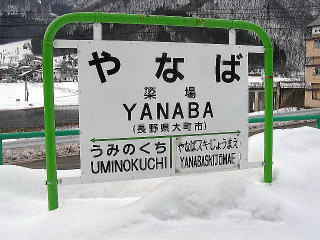 やなば
簗場
YANABA
(長野県大町市)
うみのくち やなばスキーじょうまえ
UMINOKUCHI YANABASKIJOMAE